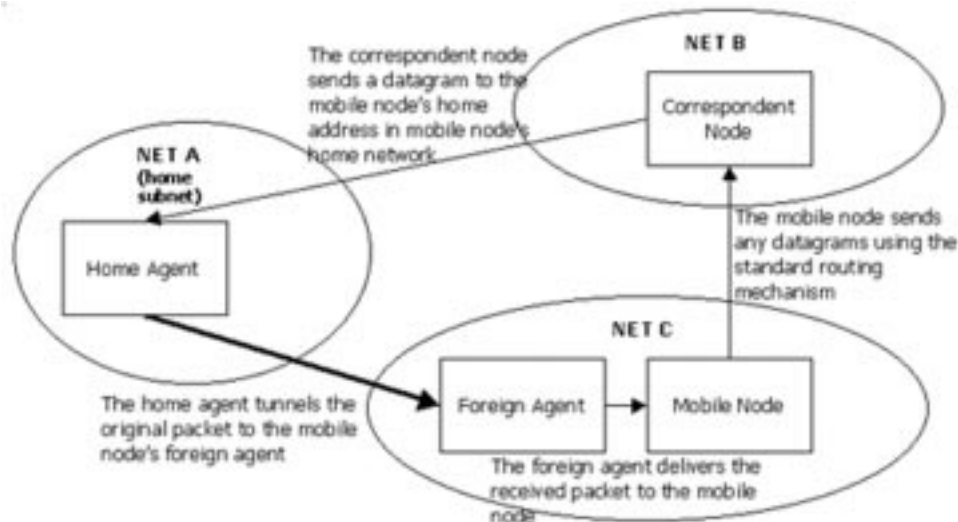 The correspondent node
sends a datagram to the
mobile node's home
address in mobile node's
home network
NET B
Correspondent
Node
NET A
(home
subnet)
Home Agent
The mobile node sends
any datagrams using the
standard routing
mechanism
NET C
Foreign Agent
Mobile Node
The home agent tunnels the
original packet to the mobile
node's foreign agent
The foreign agent delivers the
received packet to the mobile
node